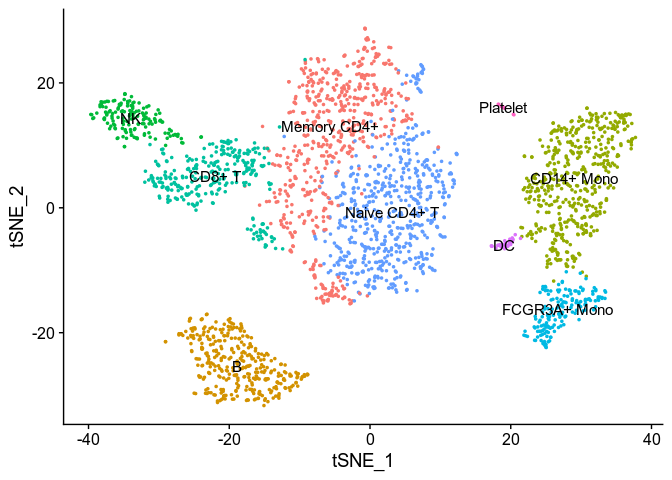 20
0
-20
tSNE_2
Platelet
NK
Memory CD4+
CD8+ T
CD14+ Mono
Naive CD4+ T
DC
FCGR3A+ Mono
B
-40
-20
0
20
40
tSNE_1